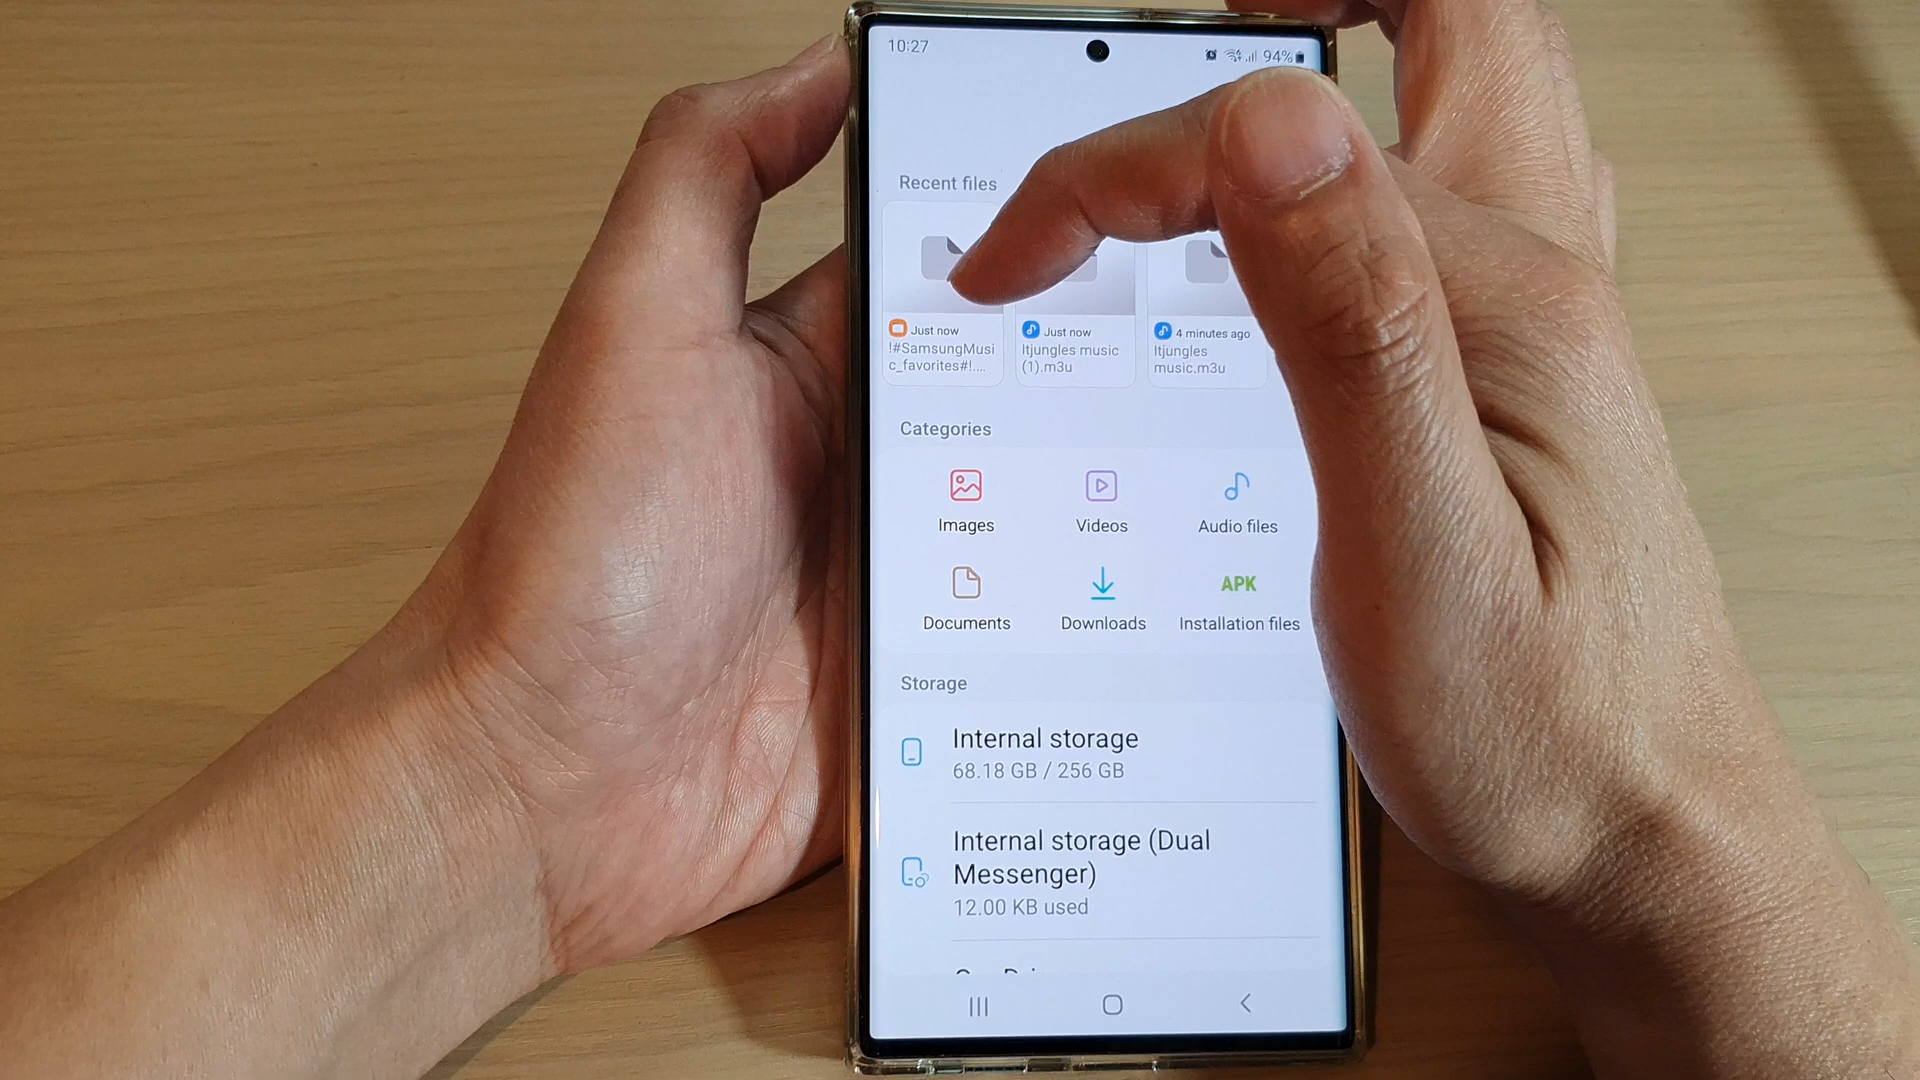 10:27
94%
Recent files
Just now
!#SamsungMusi
c_favorites#!....
Just now
ltjungles music
(1).m3u
4 minutes ago
ltjungles
music.m3u
Categories
Images
Videos
Audio files
Documents
Downloads
APK
Installation files
Storage
Internal storage
68.18 GB / 256 GB
Internal storage (Dual
Messenger)
12.00 KB used